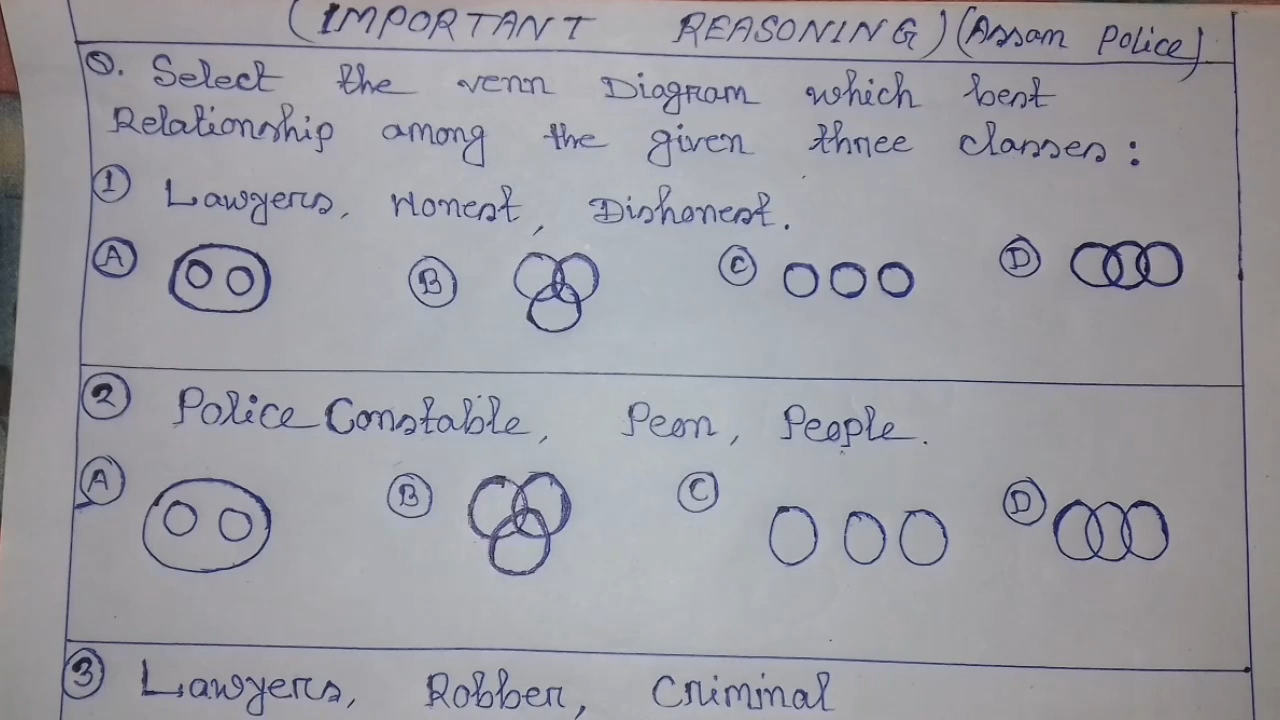 (IMPORTANT REASONING) (Assam Police)
Q. Select the venn Diagram which best
Relationship among the given three classes :
① Lawyers, Honest, Dishonest.
Ⓐ Ⓑ Ⓒ Ⓓ
② Police Constable, Peon, People.
Ⓐ Ⓑ Ⓒ Ⓓ
③ Lawyers, Robber, Criminal